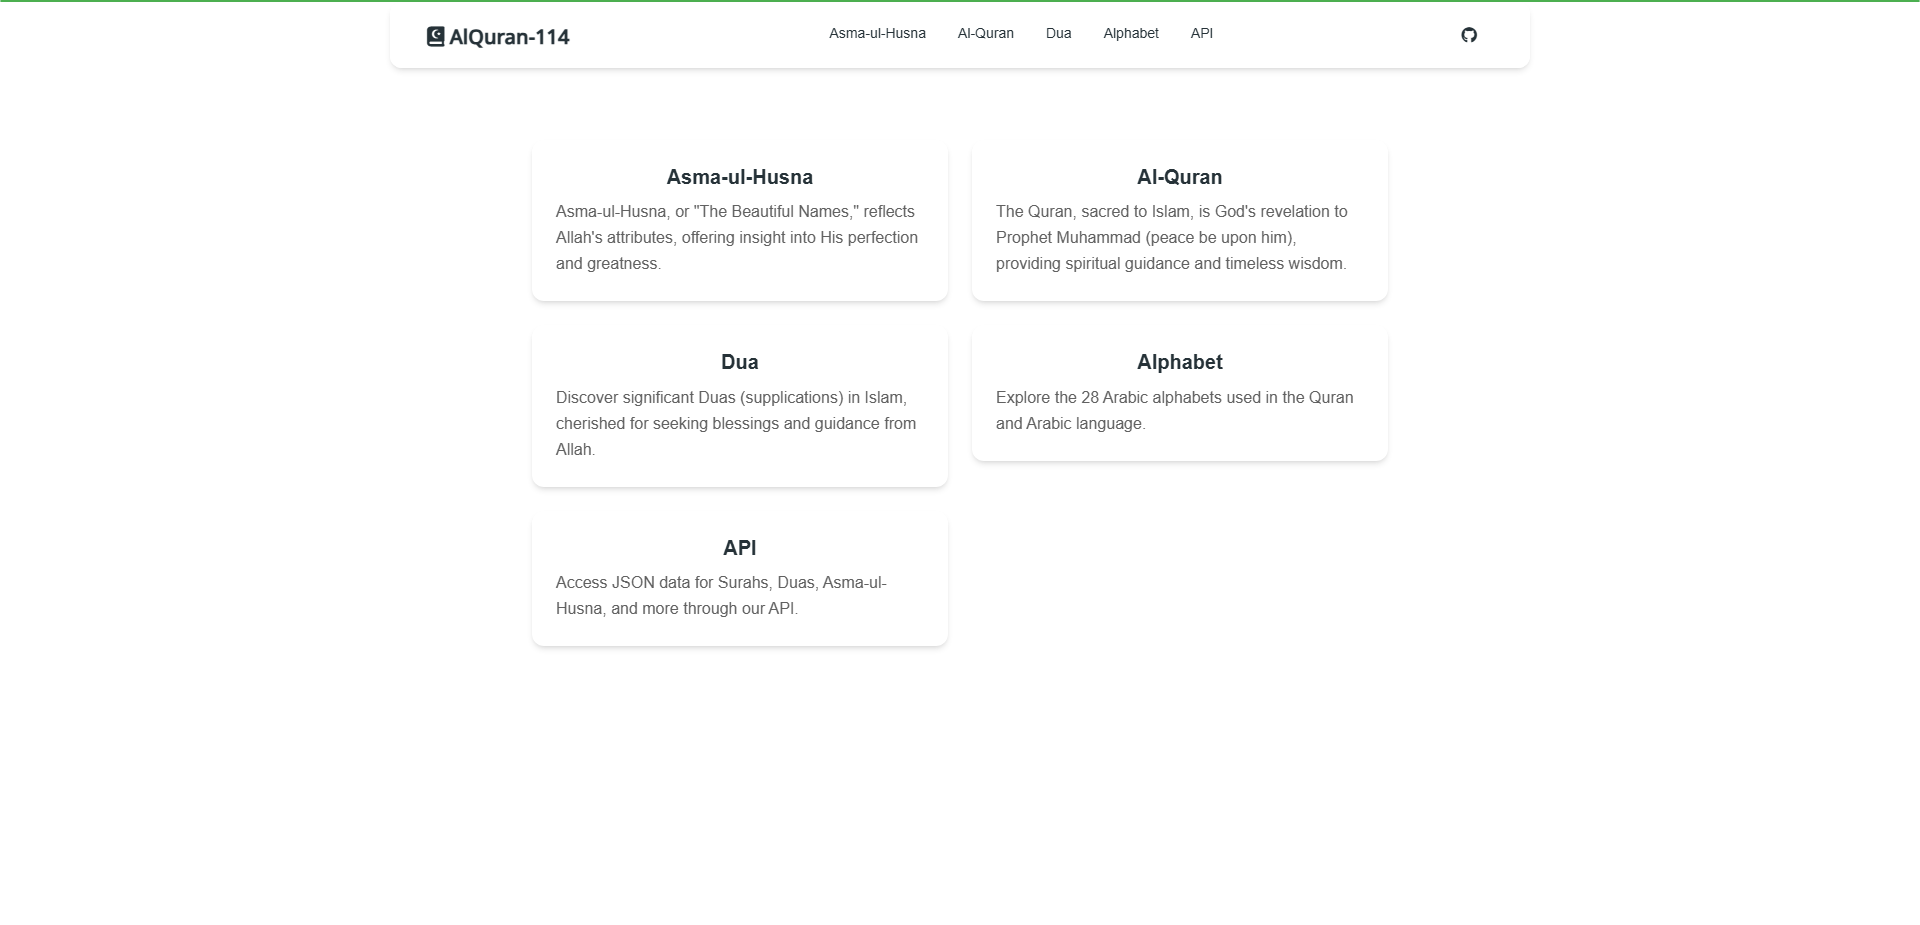 AlQuran-114
Asma-ul-Husna
Al-Quran
Dua
Alphabet
API
Asma-ul-Husna
Asma-ul-Husna, or "The Beautiful Names," reflects
Allah's attributes, offering insight into His perfection
and greatness.
Al-Quran
The Quran, sacred to Islam, is God's revelation to
Prophet Muhammad (peace be upon him),
providing spiritual guidance and timeless wisdom.
Dua
Discover significant Duas (supplications) in Islam,
cherished for seeking blessings and guidance from
Allah.
Alphabet
Explore the 28 Arabic alphabets used in the Quran
and Arabic language.
API
Access JSON data for Surahs, Duas, Asma-ul-
Husna, and more through our API.